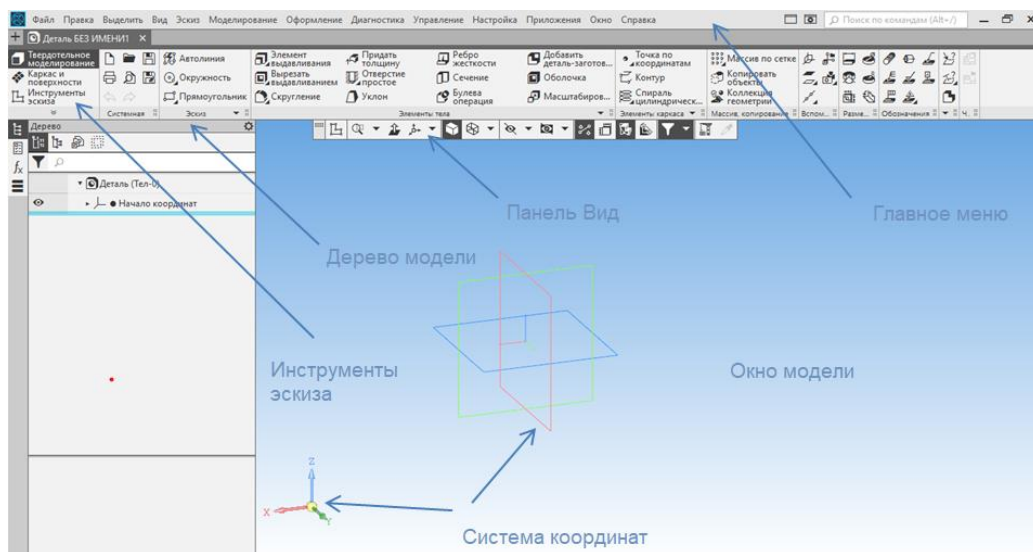 Файл Правка Выделить Вид Эскиз Моделирование Оформление Диагностика Управление Настройка Приложения Окно Справка
Поиск по командам (Alt+/)
Деталь БЕЗ ИМЕНИ1
Твердотельное моделирование
Каркас и поверхности
Инструменты эскиза
Системная
Автолиния
Окружность
Прямоугольник
Эскиз
Элемент выдавливания
Вырезать выдавливанием
Скругление
Придать толщину
Отверстие простое
Уклон
Ребро жесткости
Сечение
Булева операция
Добавить деталь-заготов...
Оболочка
Масштабиров...
Элементы тела
Точка по координатам
Контур
Спираль цилиндрическ...
Элементы каркаса
Массив по сетке
Копировать объекты
Коллекция геометрии
Массив, копирование
Вспом...
Разме...
Обозначения
Ч.
Дерево
fx
Деталь (Тел-0)
Начало координат
Панель Вид
Главное меню
Дерево модели
Инструменты
эскиза
Окно модели
Z
X
Y
Система координат